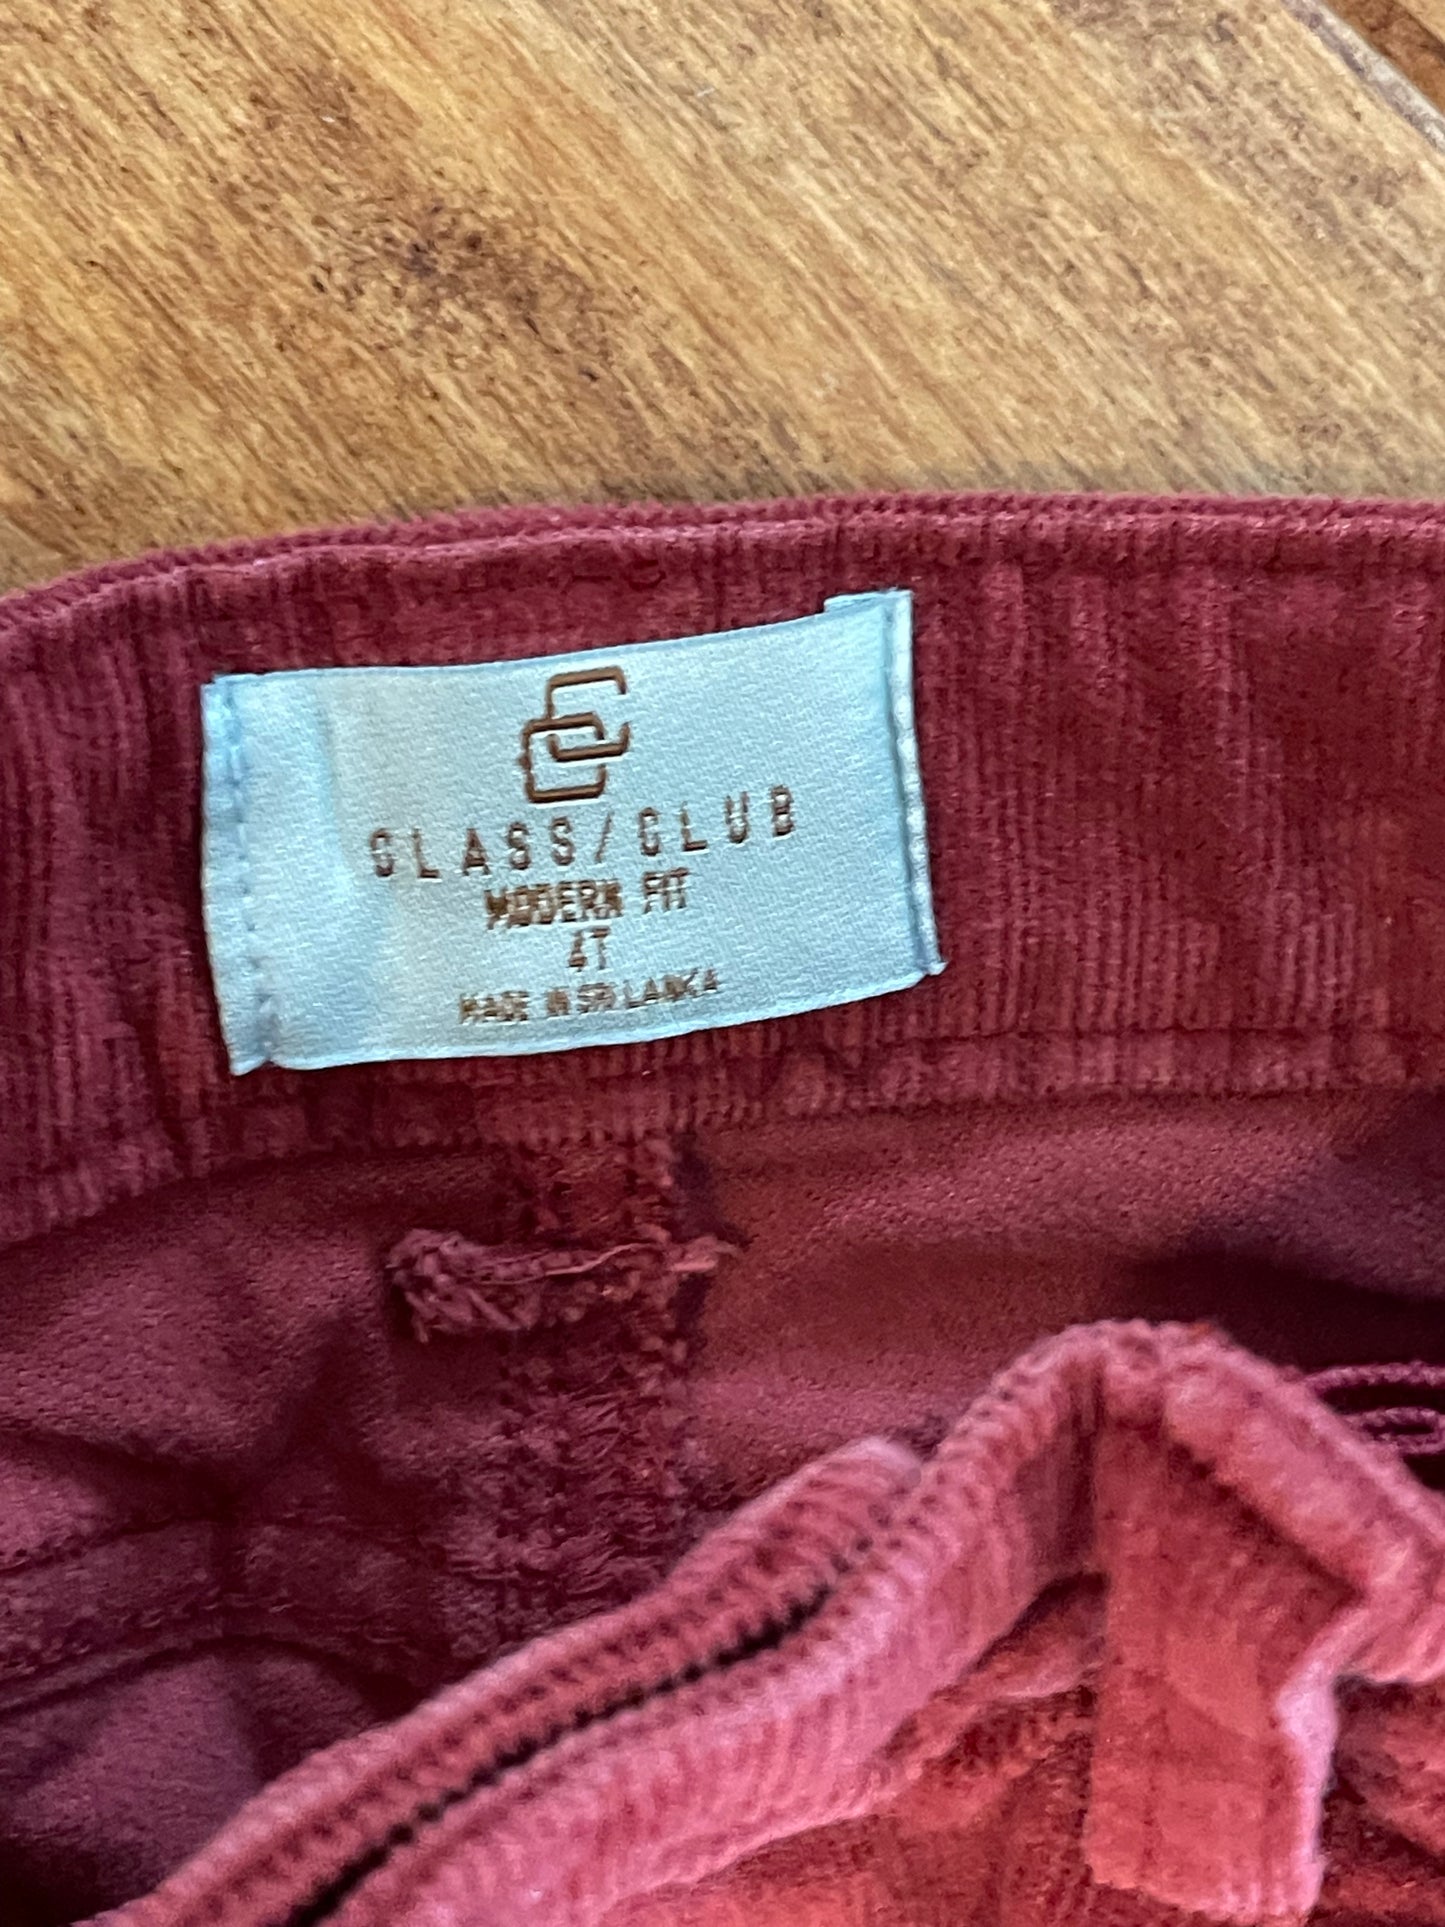 CLASS/CLUB
MODERN FIT
4T
MADE IN SRI LANKA